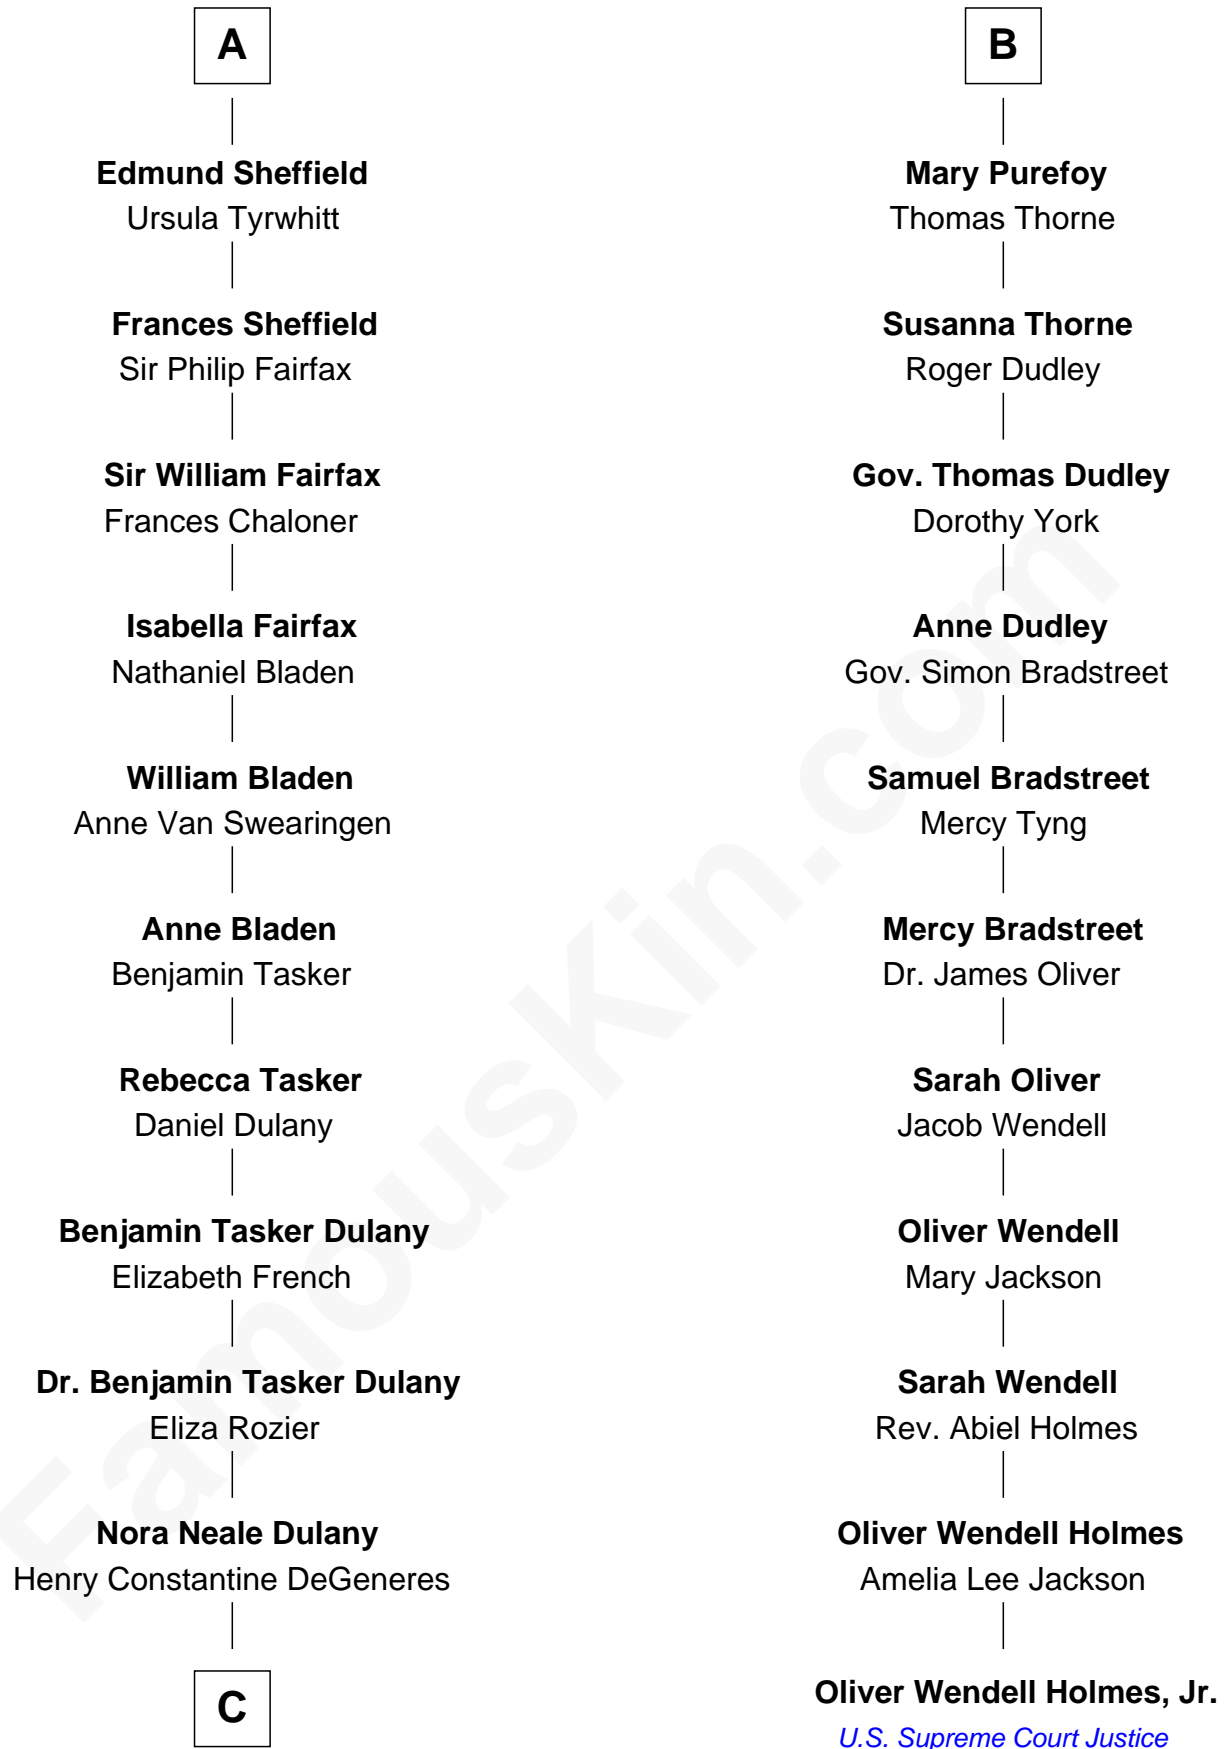 A
Edmund Sheffield
Ursula Tyrwhitt
Frances Sheffield
Sir Philip Fairfax
Sir William Fairfax
Frances Chaloner
Isabella Fairfax
Nathaniel Bladen
William Bladen
Anne Van Swearingen
Anne Bladen
Benjamin Tasker
Rebecca Tasker
Daniel Dulany
Benjamin Tasker Dulany
Elizabeth French
Dr. Benjamin Tasker Dulany
Eliza Rozier
Nora Neale Dulany
Henry Constantine DeGeneres
C
B
Mary Purefoy
Thomas Thorne
Susanna Thorne
Roger Dudley
Gov. Thomas Dudley
Dorothy York
Anne Dudley
Gov. Simon Bradstreet
Samuel Bradstreet
Mercy Tyng
Mercy Bradstreet
Dr. James Oliver
Sarah Oliver
Jacob Wendell
Oliver Wendell
Mary Jackson
Sarah Wendell
Rev. Abiel Holmes
Oliver Wendell Holmes
Amelia Lee Jackson
Oliver Wendell Holmes, Jr.
U.S. Supreme Court Justice
FamousKin.com